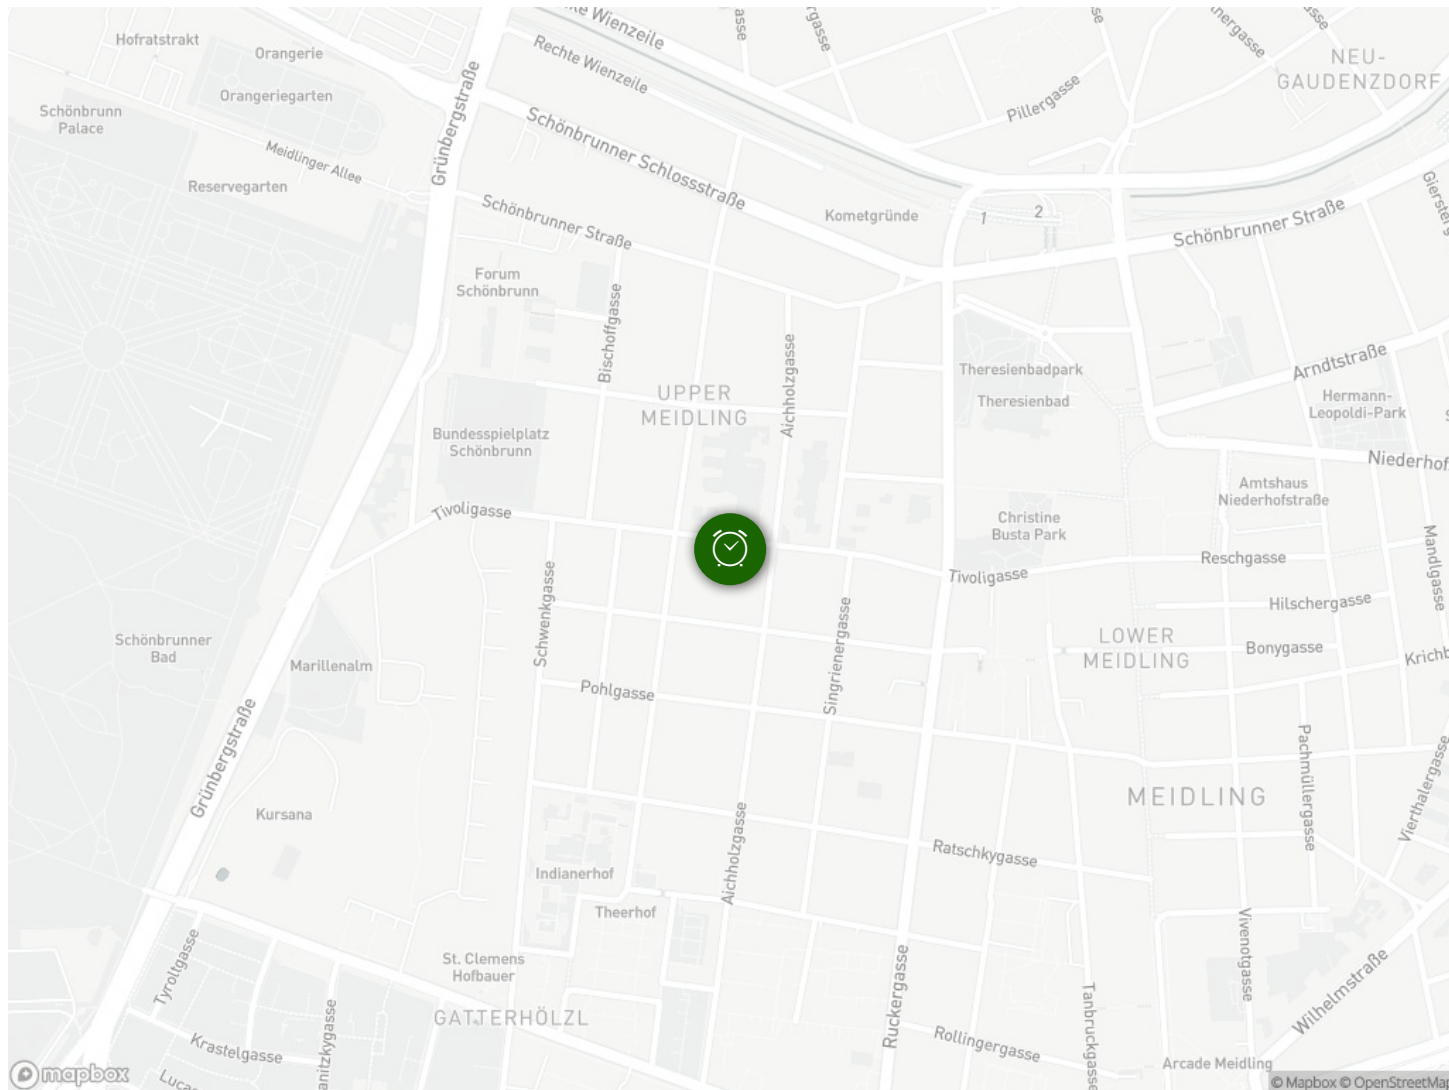 Wienzeile
Hofratstrakt
Orangerie
Rechte Wienzeile
NEU-
GAUDENZDORF
Orangeriegarten
Grünbergstraße
Pillergasse
Schönbrunn
Palace
Schönbrunner Schlossstraße
Meidlinger Allee
Reservegarten
Schönbrunner Straße
Kometgründe
1
2
Schönbrunner Straße
Forum
Schönbrunn
Bischoffgasse
Aichholzgasse
Arndtstraße
Theresienbadpark
Theresienbad
UPPER
MEIDLING
Hermann-
Leopoldi-Park
Bundesspielplatz
Schönbrunn
Amtshaus
Niederhofstraße
Tivoligasse
Christine
Busta Park
Mandlgasse
Reschgasse
Tivoligasse
Schwenkgasse
Hilschergasse
Singrienergasse
Schönbrunner
Bad
LOWER
MEIDLING
Bonygasse
Marillenalm
Pohlgasse
Grünbergstraße
Pachmüllergasse
Vierthalergasse
MEIDLING
Kursana
Aichholzgasse
Ratschkygasse
Indianerhof
Theerhof
Vivenotgasse
St. Clemens
Hofbauer
Tyroltgasse
Ruckergasse
Tanbruckgasse
Wilhelmstraße
GATTERHÖLZL
Krastelgasse
Rollingergasse
Arcade Meidling
mapbox
© Mapbox © OpenStreetMap